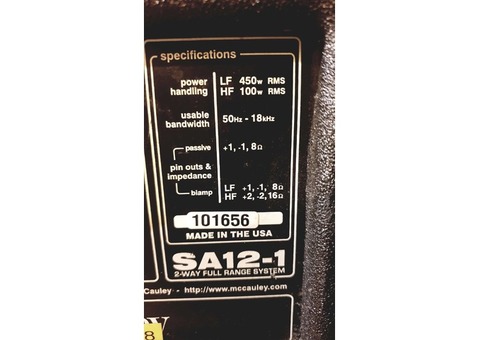 specifications
power handling
LF 450w RMS
HF 100w RMS
usable bandwidth
50Hz - 18kHz
passive
+1, -1, 8Ω
pin outs & impedance
biamp
LF +1, -1, 8Ω
HF +2, -2, 16Ω
101656
MADE IN THE USA
SA12-1
2-WAY FULL RANGE SYSTEM
Cauley - http://www.mccauley.com
8